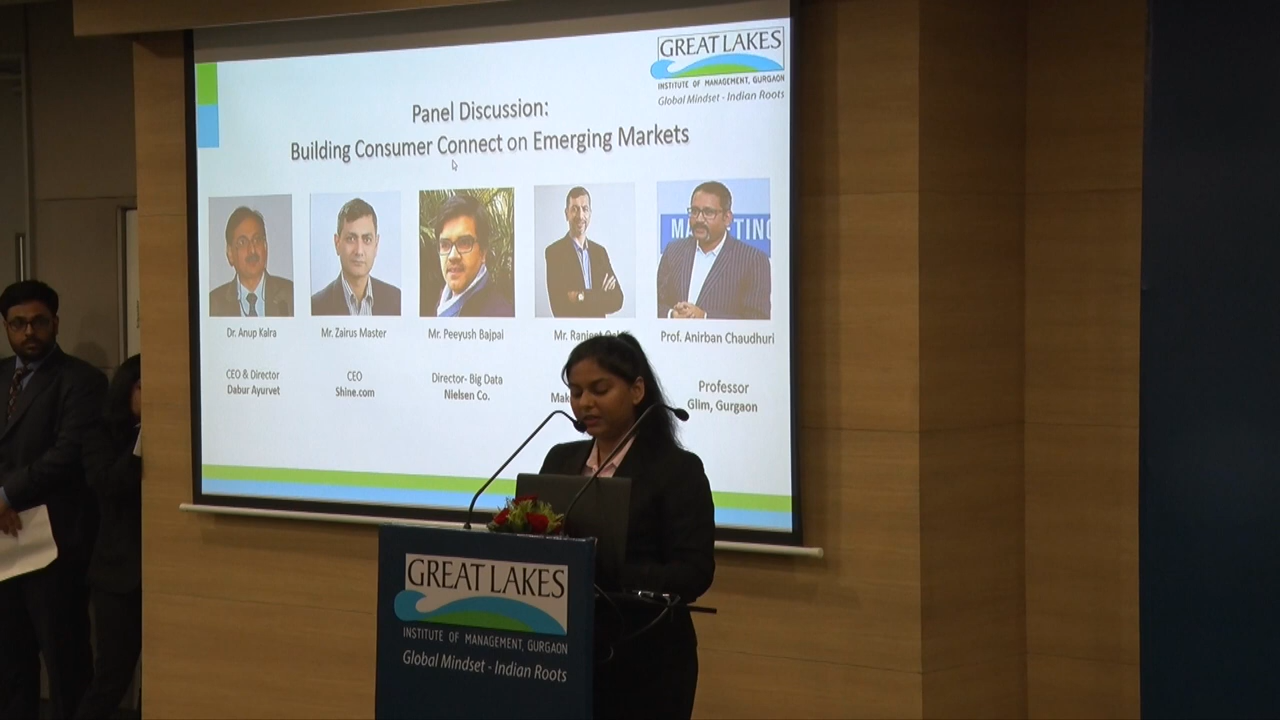 GREAT LAKES
INSTITUTE OF MANAGEMENT, GURGAON
Global Mindset - Indian Roots
Panel Discussion:
Building Consumer Connect on Emerging Markets
Dr. Anup Kalra
CEO & Director
Dabur Ayurvet
Mr. Zairus Master
CEO
Shine.com
Mr. Peeyush Bajpai
Director- Big Data
Nielsen Co.
Mr. Ranjeet
Prof. Anirban Chaudhuri
Professor
Glim, Gurgaon
GREAT LAKES
INSTITUTE OF MANAGEMENT, GURGAON
Global Mindset - Indian Roots